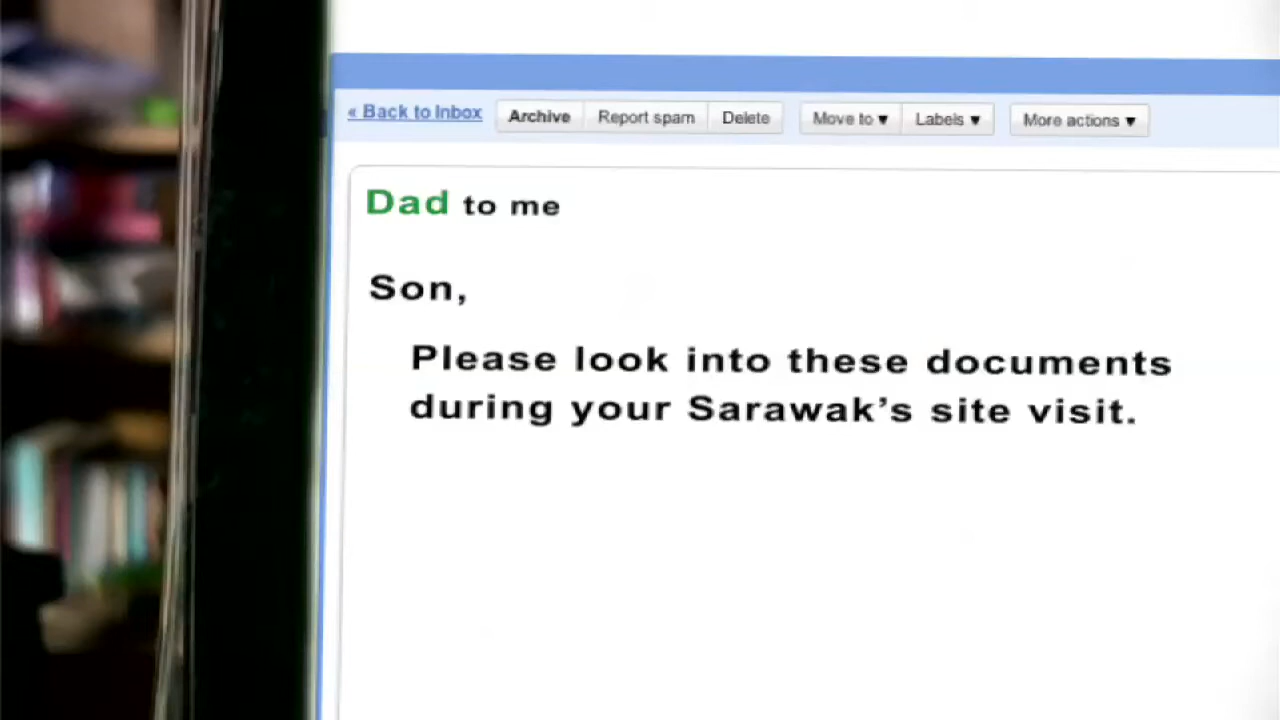 « Back to Inbox Archive Report spam Delete Move to ▼ Labels ▼ More actions ▼
Dad to me
Son,
Please look into these documents
during your Sarawak’s site visit.